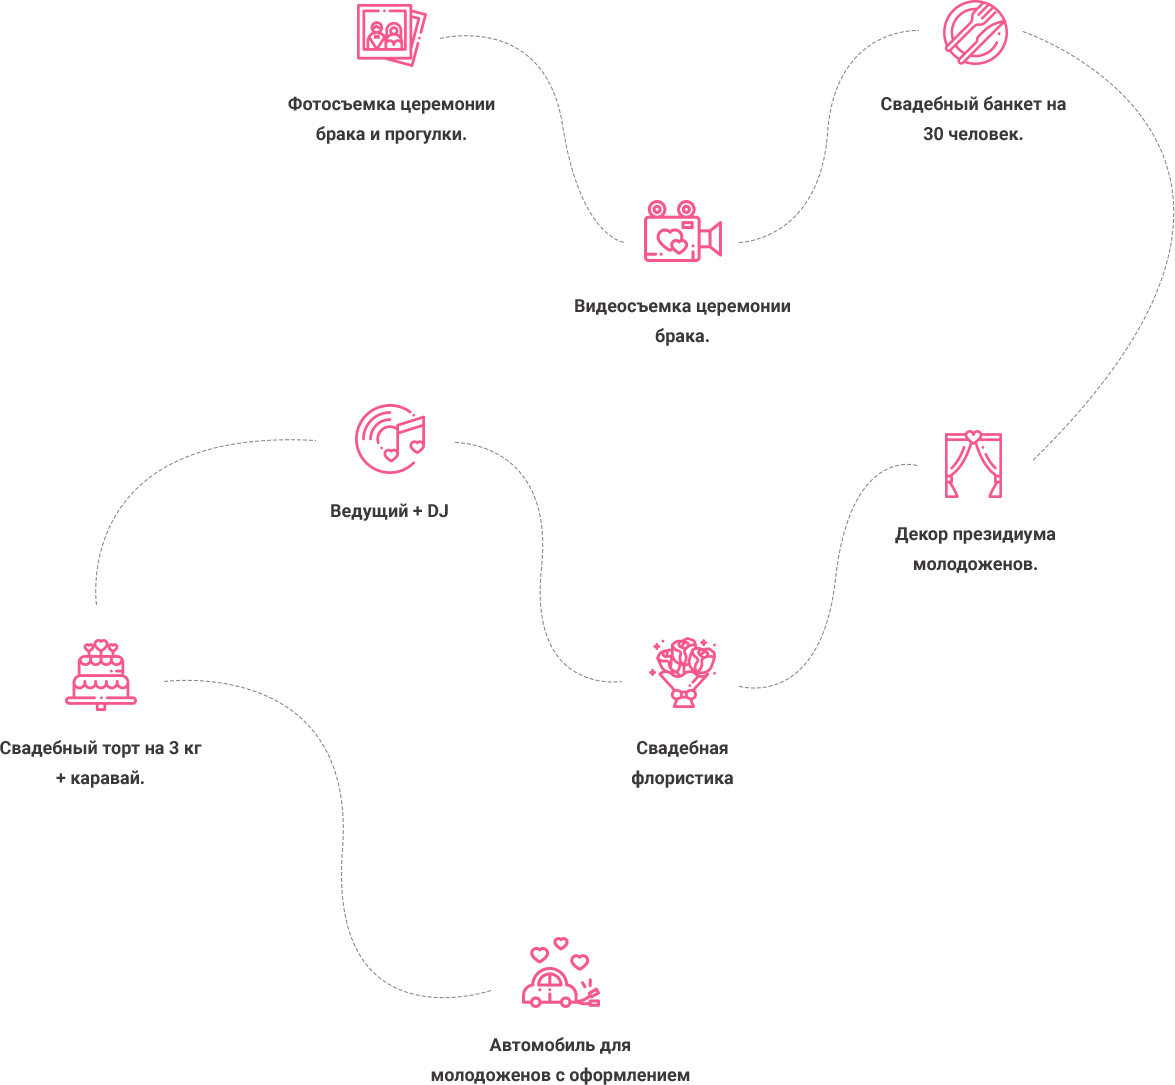 Фотосъемка церемонии
брака и прогулки.
Свадебный банкет на
30 человек.
Видеосъемка церемонии
брака.
Ведущий + DJ
Декор президиума
молодоженов.
Свадебный торт на 3 кг
+ каравай.
Свадебная
флористика
Автомобиль для
молодоженов с оформлением